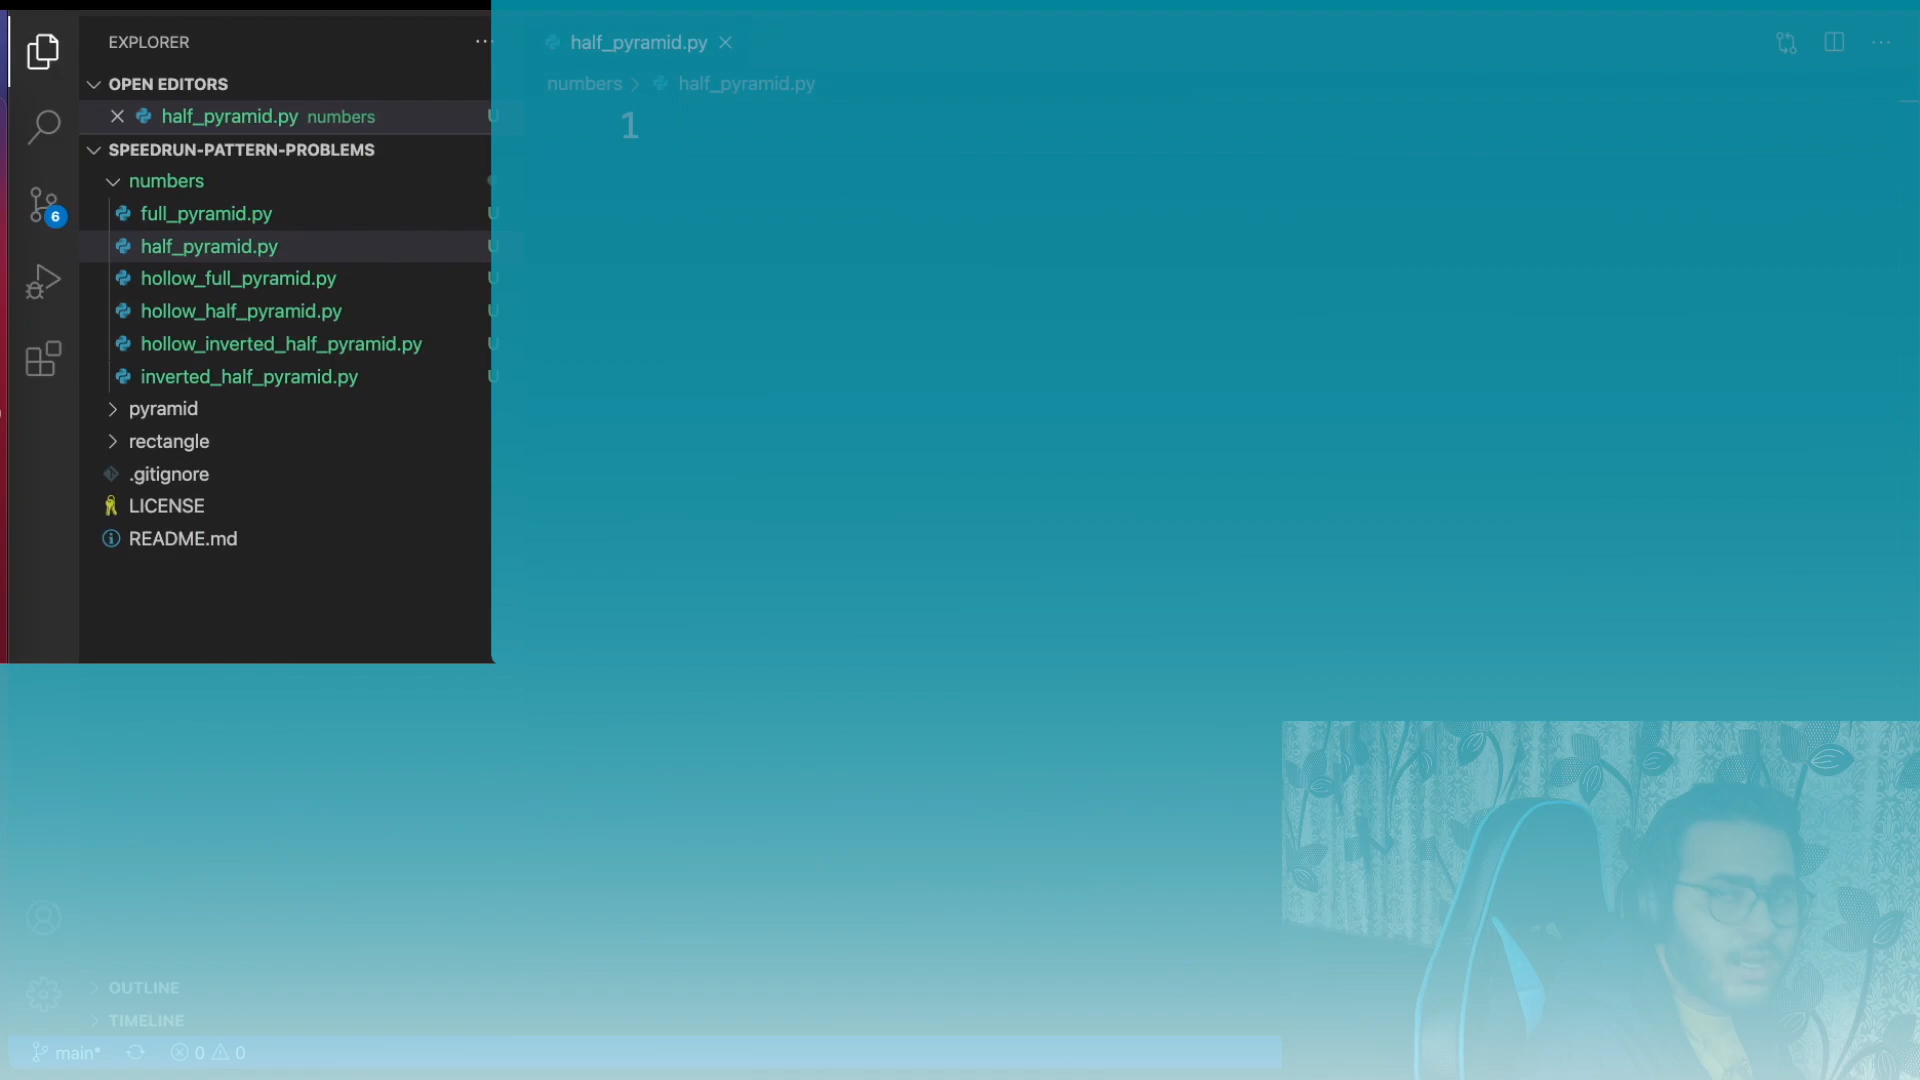 EXPLORER
OPEN EDITORS
half_pyramid.py numbers U
SPEEDRUN-PATTERN-PROBLEMS
numbers
full_pyramid.py U
half_pyramid.py U
hollow_full_pyramid.py U
hollow_half_pyramid.py U
hollow_inverted_half_pyramid.py U
inverted_half_pyramid.py U
pyramid
rectangle
.gitignore
LICENSE
README.md
OUTLINE
TIMELINE
6
half_pyramid.py
numbers > half_pyramid.py
1
main* 0 0